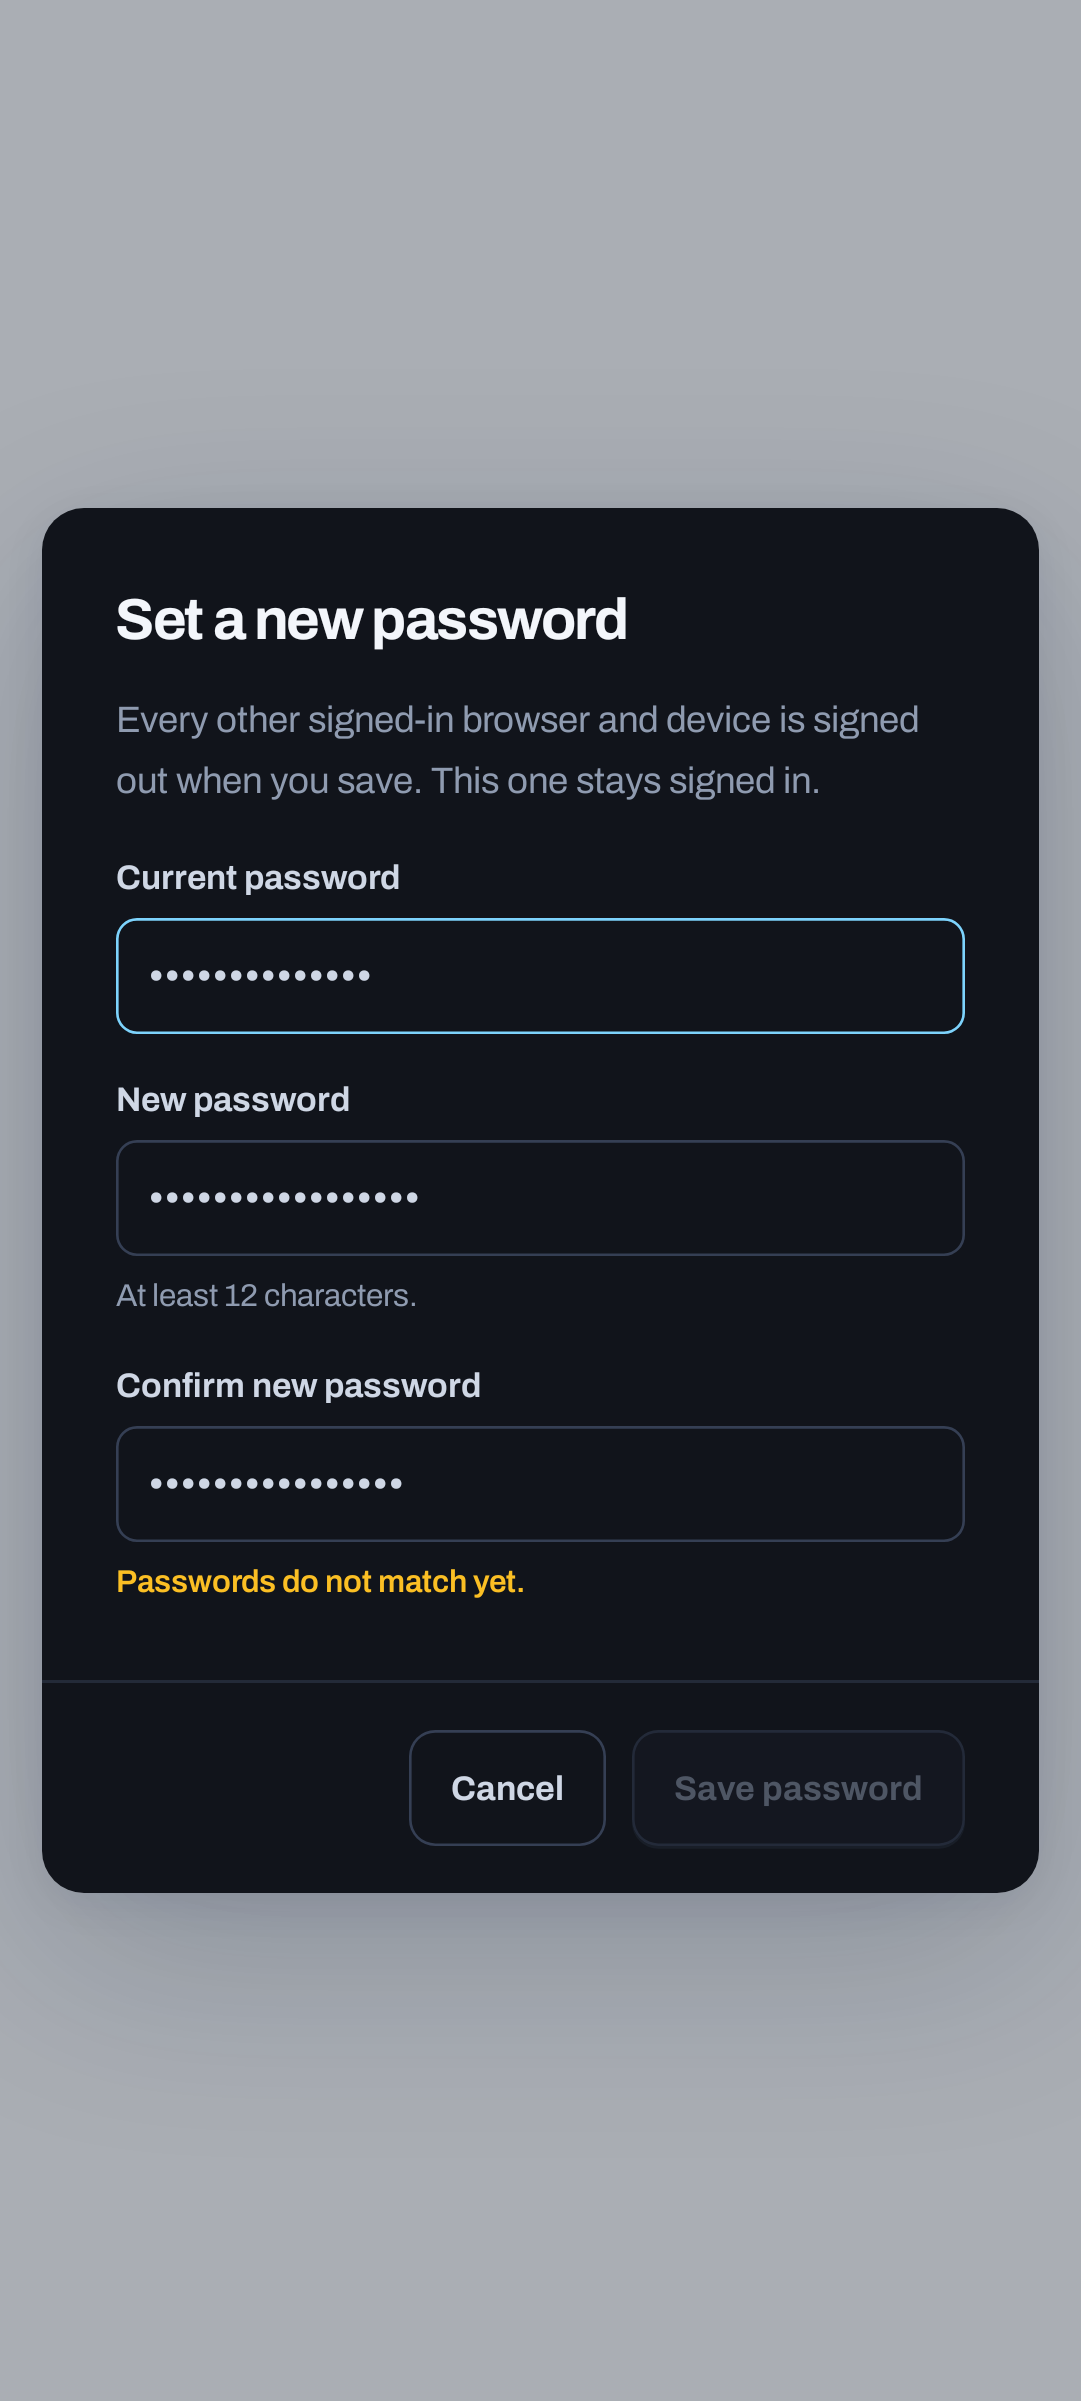 Set a new password
Every other signed-in browser and device is signed
out when you save. This one stays signed in.
Current password
••••••••••••••
New password
•••••••••••••••••
At least 12 characters.
Confirm new password
••••••••••••••••
Passwords do not match yet.
Cancel
Save password